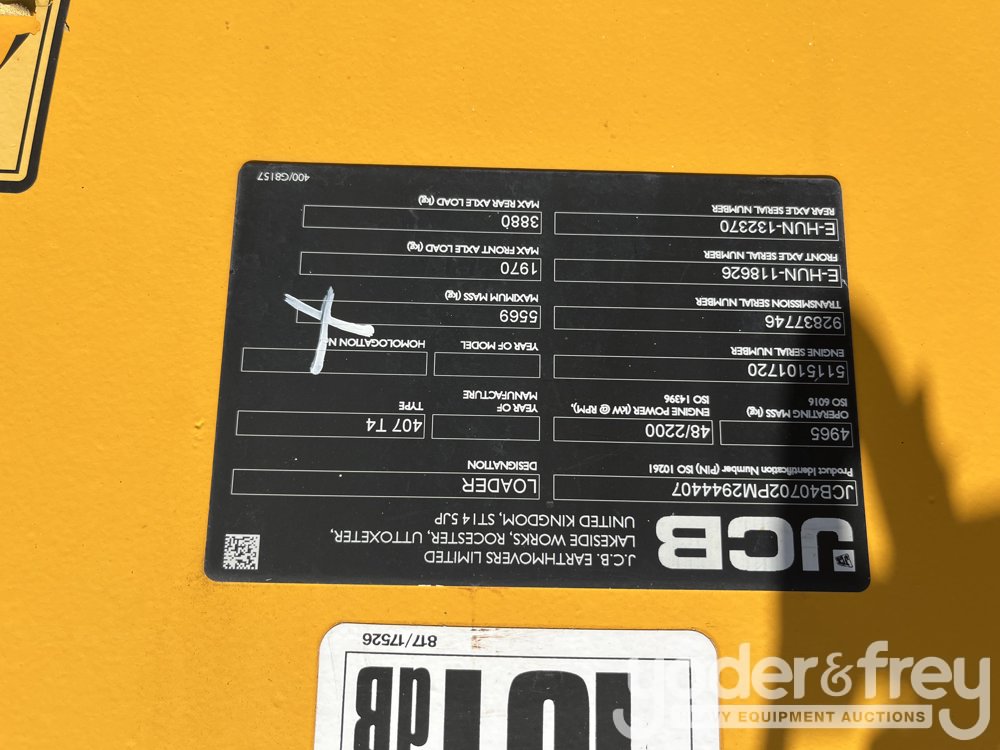 JCB
J.C.B. EARTHMOVERS LIMITED
LAKESIDE WORKS, ROCESTER, UTTOXETER,
UNITED KINGDOM, ST14 5JP
JCB40702PM2944407
Product Identification Number (PIN) ISO 10261
LOADER
DESIGNATION
4965
OPERATING MASS (kg)
ISO 6016
48/2200
ENGINE POWER (kW @ RPM),
ISO 14396
YEAR OF
MANUFACTURE
407 T4
TYPE
5115101720
ENGINE SERIAL NUMBER
YEAR OF MODEL
HOMOLOGATION
92837746
TRANSMISSION SERIAL NUMBER
5569
MAXIMUM MASS (kg)
E-HUN-118626
FRONT AXLE SERIAL NUMBER
1970
MAX FRONT AXLE LOAD (kg)
E-HUN-132370
REAR AXLE SERIAL NUMBER
3880
MAX REAR AXLE LOAD (kg)
400/G8157
817/17526
dB
yoder&frey
HEAVY EQUIPMENT AUCTIONS